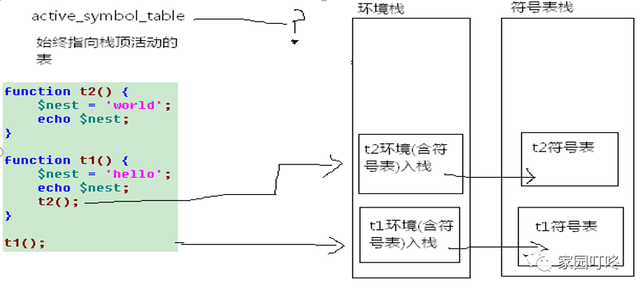 active_symbol_table
始终指向栈顶活动的
表
function t2() {
$nest = 'world';
echo $nest;
}
function t1() {
$nest = 'hello';
echo $nest;
t2();
}
t1();
环境栈
t2环境(含符
号表)入栈
t1环境(含符
号表)入栈
符号表栈
t2符号表
t1符号表
家园叮咚